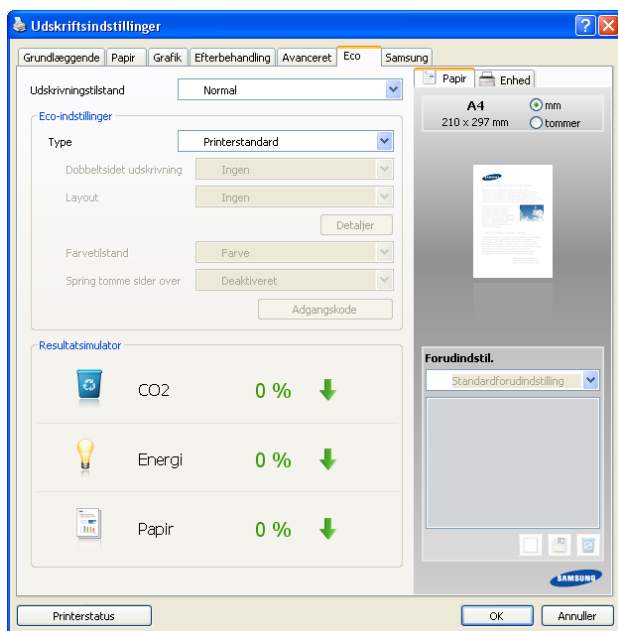 Udskriftsindstillinger
Grundlæggende Papir Grafik Efterbehandling Avanceret Eco Samsung
Udskrivningstilstand Normal
Eco-indstillinger
Type Printerstandard
Dobbeltsidet udskrivning Ingen
Layout Ingen
Detaljer
Farvetilstand Farve
Spring tomme sider over Deaktiveret
Adgangskode
Resultatsimulator
CO2 0 %
Energi 0 %
Papir 0 %
Papir Enhed
A4 mm
210 x 297 mm tommer
SAMSUNG
Forudindstil.
Standardforudindstilling
SAMSUNG
Printerstatus OK Annuller